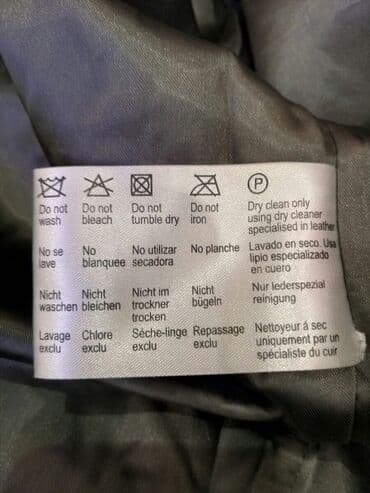 P
Do not wash
Do not bleach
Do not tumble dry
Do not iron
Dry clean only
using dry cleaner
specialised in leather
No se lave
No blanquee
No utilizar secadora
No planche
Lavado en seco. Usa
lipio especializado
en cuero
Nicht waschen
Nicht bleichen
Nicht im trockner trocken
Nicht bügeln
Nur lederspezial
reinigung
Lavage exclu
Chlore exclu
Séche-linge exclu
Repassage exclu
Nettoyeur á sec
uniquement par un
spécialiste du cuir